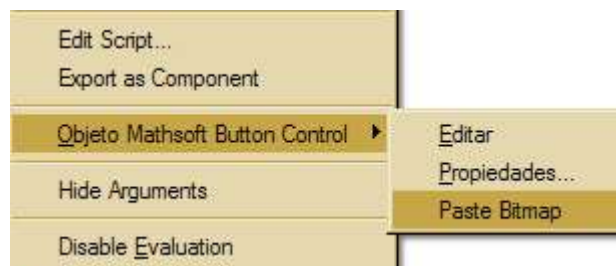 Edit Script...
Export as Component
Objeto Mathsoft Button Control
Hide Arguments
Disable Evaluation
Editar
Propiedades...
Paste Bitmap